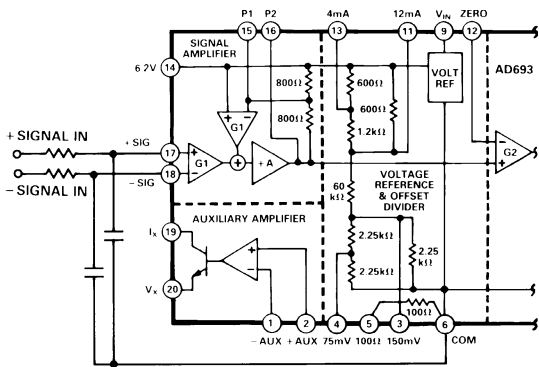 P1 P2 4mA 12mA VIN ZERO
15 16 13 11 9 12
SIGNAL AMPLIFIER
AD693
6.2V 14
800Ω
800Ω
600Ω
600Ω
1.2kΩ
VOLT REF
+ -
G1
+ SIGNAL IN
- SIGNAL IN
+ SIG 17
- SIG 18
+ -
G1
+
+A
-
+
G2
60 kΩ
VOLTAGE REFERENCE & OFFSET DIVIDER
AUXILIARY AMPLIFIER
IX 19
VX 20
+
-
2.25kΩ
2.25kΩ
2.25 kΩ
100Ω
1 2 4 5 3 6
- AUX + AUX 75mV 100Ω 150mV COM